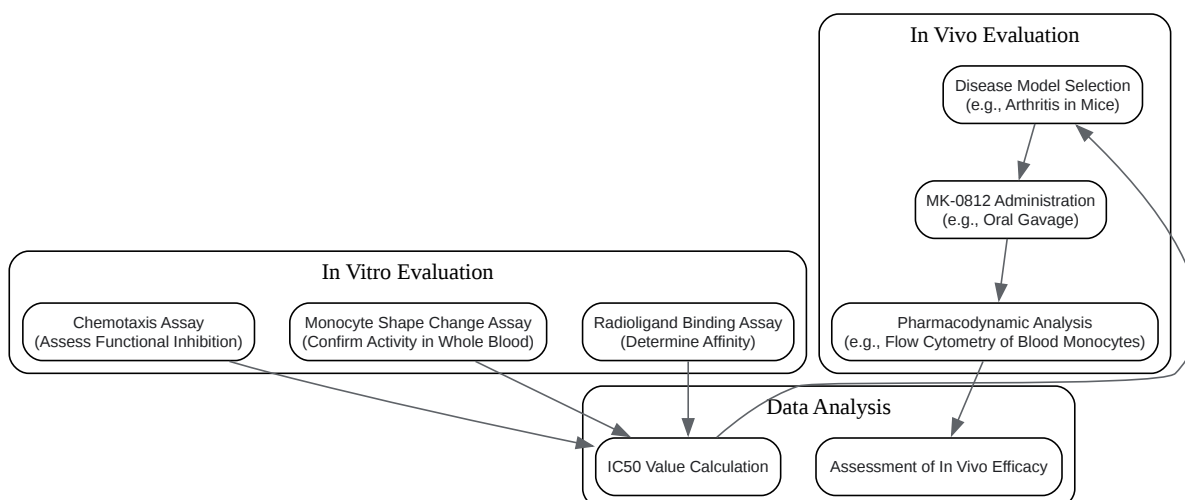 In Vivo Evaluation
Disease Model Selection
(e.g., Arthritis in Mice)
MK-0812 Administration
(e.g., Oral Gavage)
In Vitro Evaluation
Chemotaxis Assay
(Assess Functional Inhibition)
Monocyte Shape Change Assay
(Confirm Activity in Whole Blood)
Radioligand Binding Assay
(Determine Affinity)
Pharmacodynamic Analysis
(e.g., Flow Cytometry of Blood Monocytes)
Data Analysis
IC50 Value Calculation
Assessment of In Vivo Efficacy